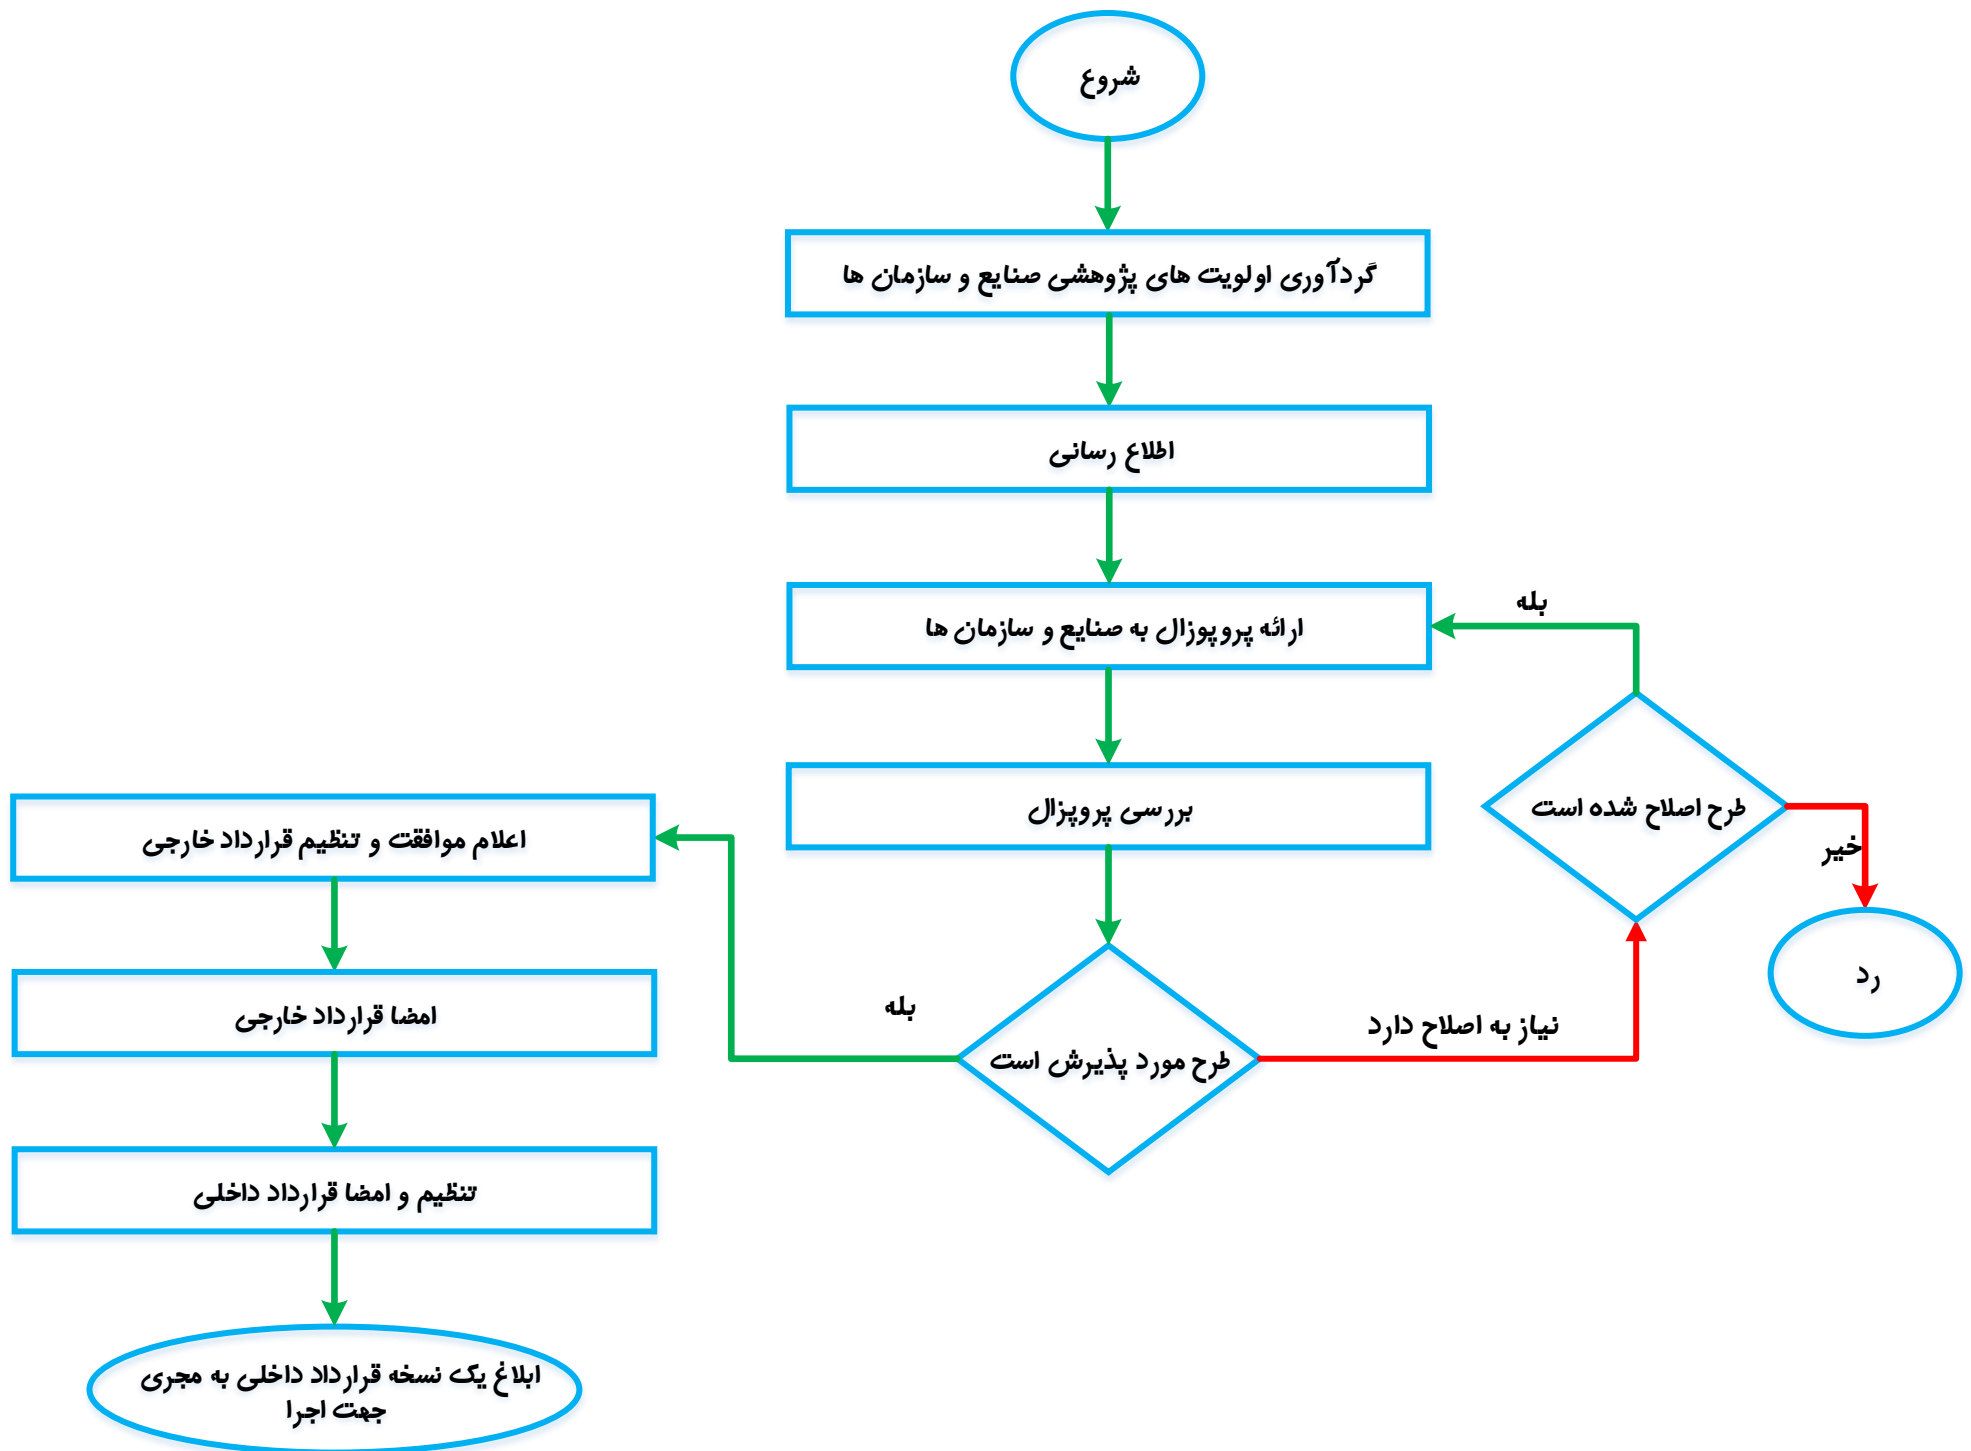 شروع
گردآوری اولویت های پژوهشی صنایع و سازمان ها
اطلاع رسانی
ارائه پروپوزال به صنایع و سازمان ها
بله
بررسی پروپزال
طرح اصلاح شده است
خیر
رد
طرح مورد پذیرش است
نیاز به اصلاح دارد
بله
اعلام موافقت و تنظیم قرارداد خارجی
امضا قرارداد خارجی
تنظیم و امضا قرارداد داخلی
ابلاغ یک نسخه قرارداد داخلی به مجری
جهت اجرا